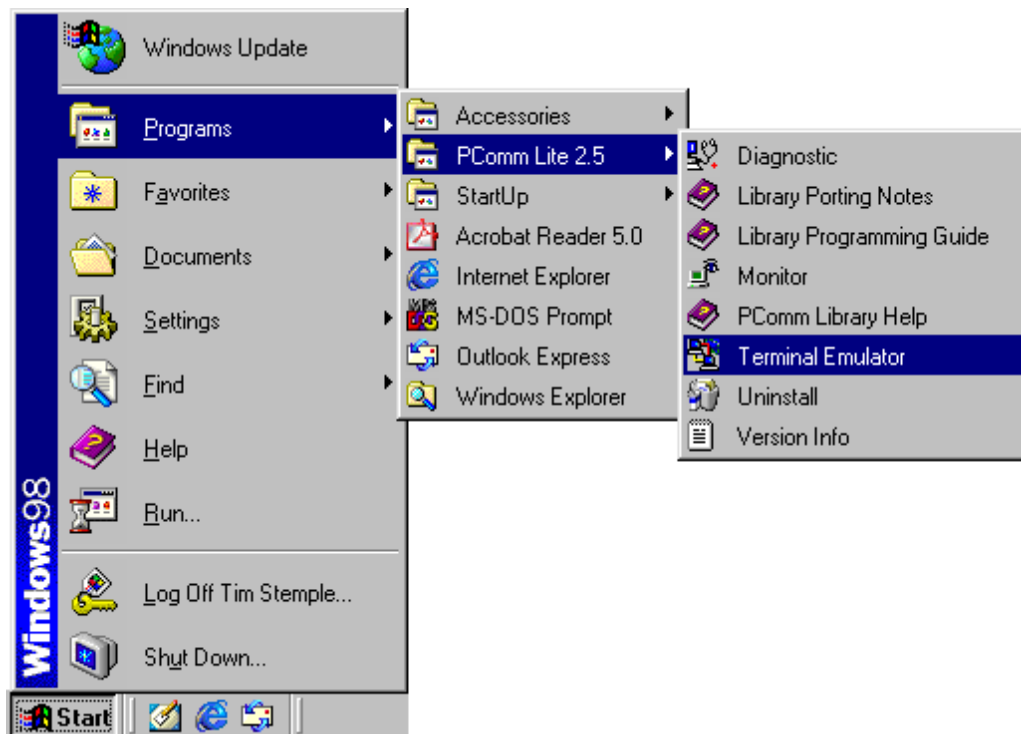 Windows Update
Programs
Favorites
Documents
Settings
Find
Help
Run...
Log Off Tim Stemple...
Shut Down...
Windows98
Start
Accessories
PComm Lite 2.5
StartUp
Acrobat Reader 5.0
Internet Explorer
MS-DOS Prompt
Outlook Express
Windows Explorer
Diagnostic
Library Porting Notes
Library Programming Guide
Monitor
PComm Library Help
Terminal Emulator
Uninstall
Version Info